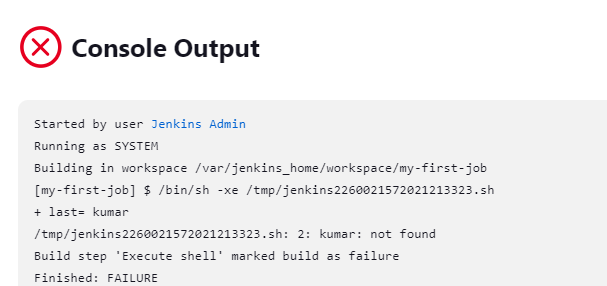 Console Output
Started by user Jenkins Admin
Running as SYSTEM
Building in workspace /var/jenkins_home/workspace/my-first-job
[my-first-job] $ /bin/sh -xe /tmp/jenkins2260021572021213323.sh
+ last= kumar
/tmp/jenkins2260021572021213323.sh: 2: kumar: not found
Build step 'Execute shell' marked build as failure
Finished: FAILURE